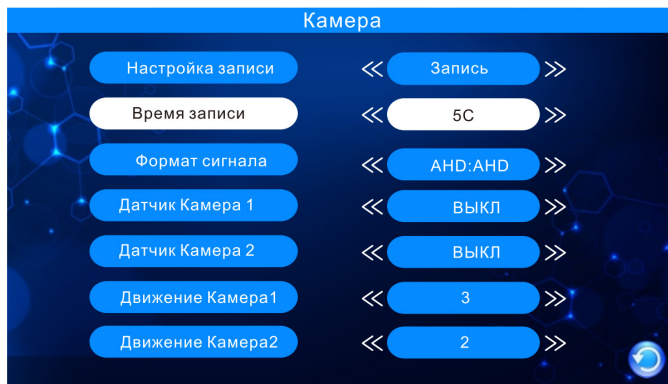 Камера
Настройка записи Запись
Время записи 5С
Формат сигнала AHD:AHD
Датчик Камера 1 ВЫКЛ
Датчик Камера 2 ВЫКЛ
Движение Камера1 3
Движение Камера2 2